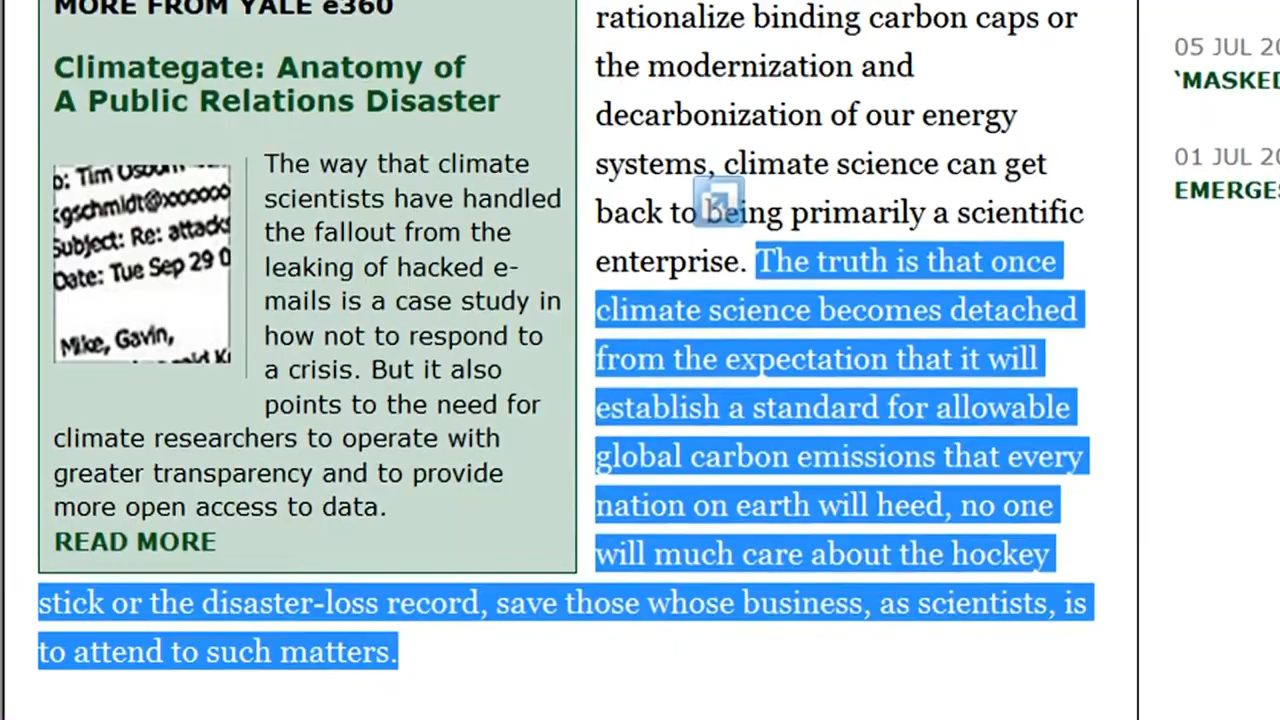 MORE FROM YALE e360
Climategate: Anatomy of
A Public Relations Disaster
o: Tim Osborn
<gschmidt@xxxxxx
Subject: Re: attacks
Date: Tue Sep 29 0
Mike, Gavin,
The way that climate
scientists have handled
the fallout from the
leaking of hacked e-
mails is a case study in
how not to respond to
a crisis. But it also
points to the need for
climate researchers to operate with
greater transparency and to provide
more open access to data.
READ MORE
rationalize binding carbon caps or
the modernization and
decarbonization of our energy
systems, climate science can get
back to being primarily a scientific
enterprise. The truth is that once
climate science becomes detached
from the expectation that it will
establish a standard for allowable
global carbon emissions that every
nation on earth will heed, no one
will much care about the hockey
stick or the disaster-loss record, save those whose business, as scientists, is
to attend to such matters.
05 JUL 20
‘MASKED
01 JUL 20
EMERGES